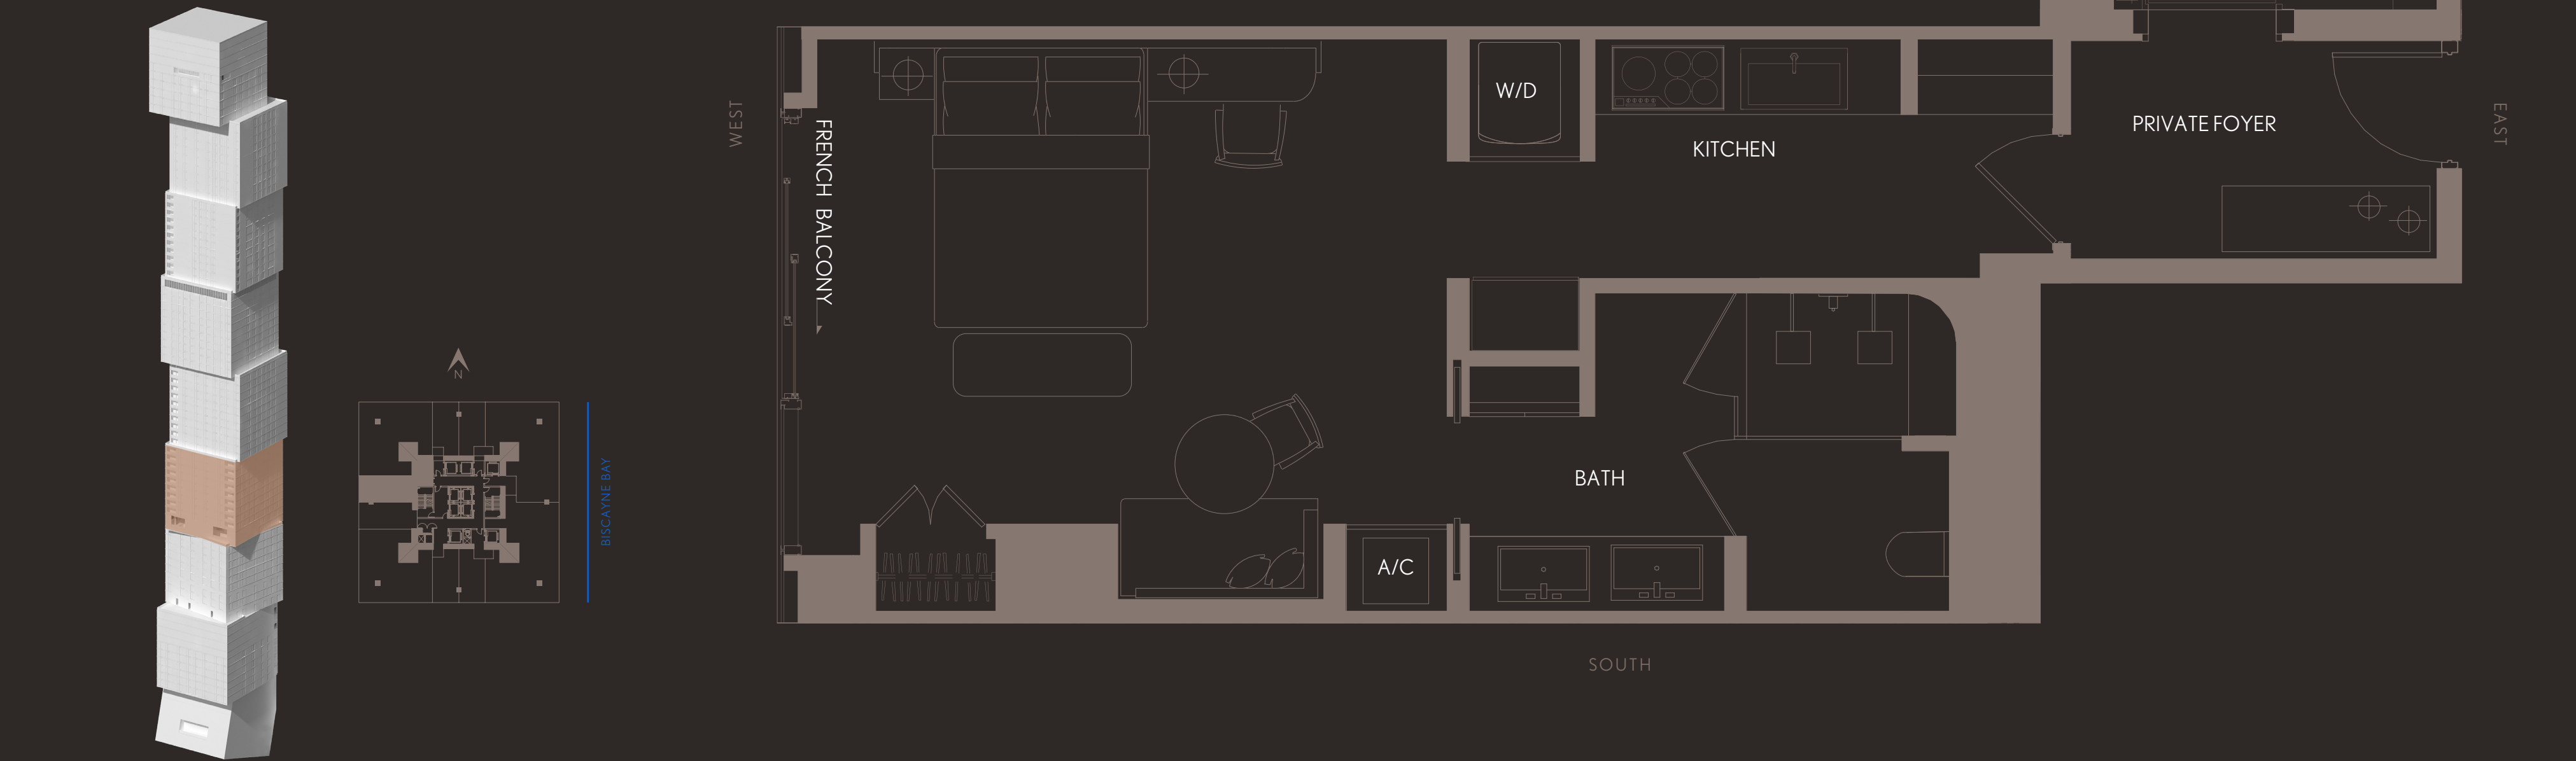 N
BISCAYNE BAY
WEST
FRENCH BALCONY
W/D
KITCHEN
PRIVATE FOYER
EAST
BATH
A/C
SOUTH